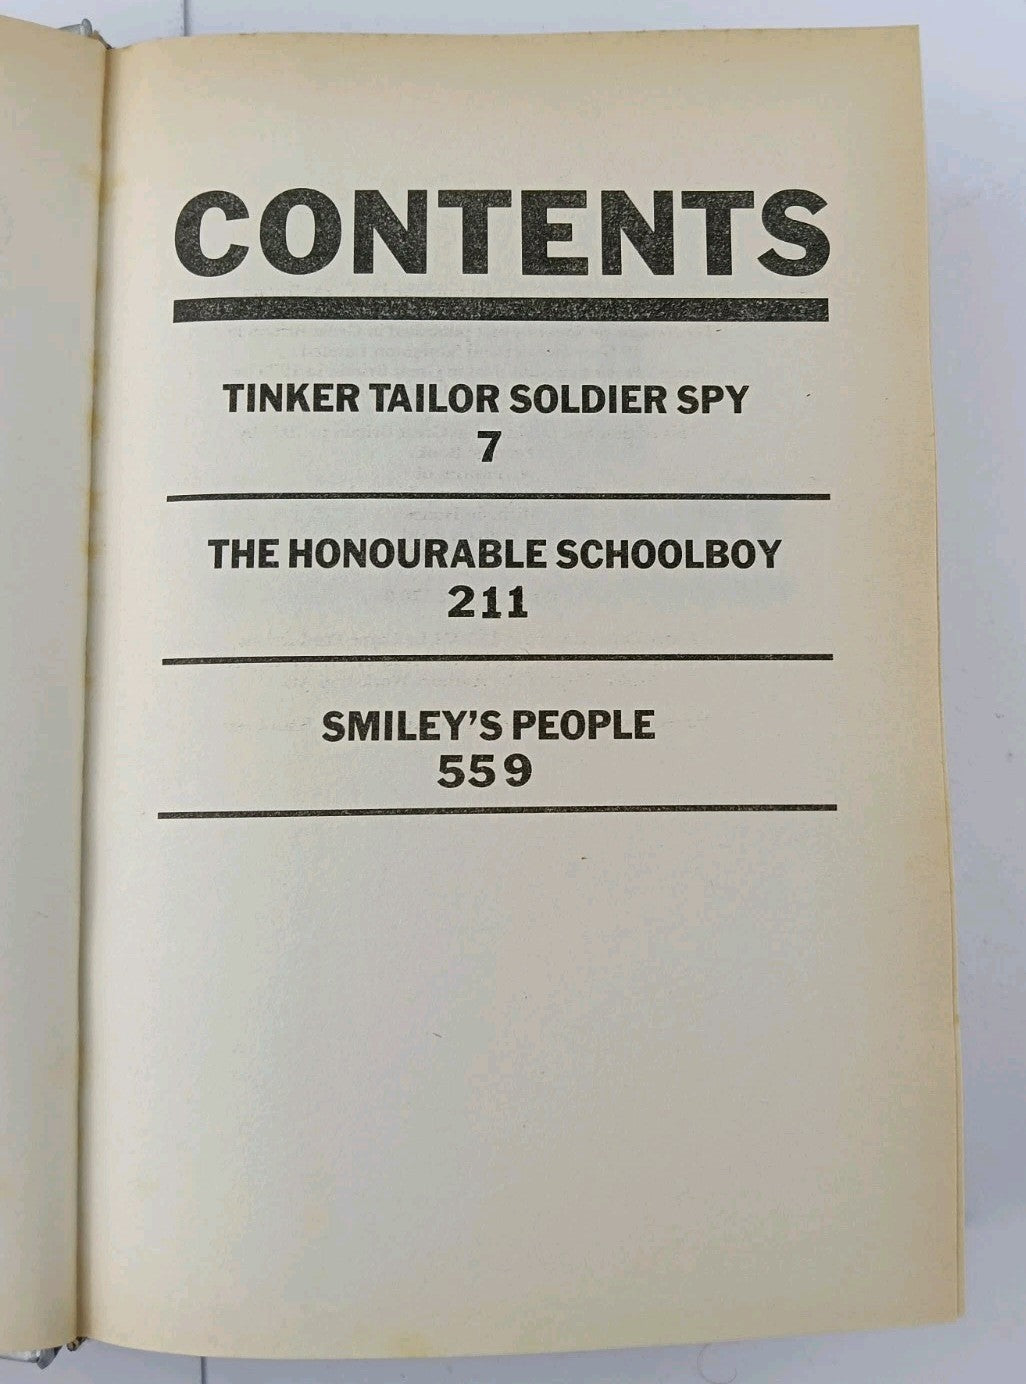 CONTENTS
TINKER TAILOR SOLDIER SPY
7
THE HONOURABLE SCHOOLBOY
211
SMILEY'S PEOPLE
559